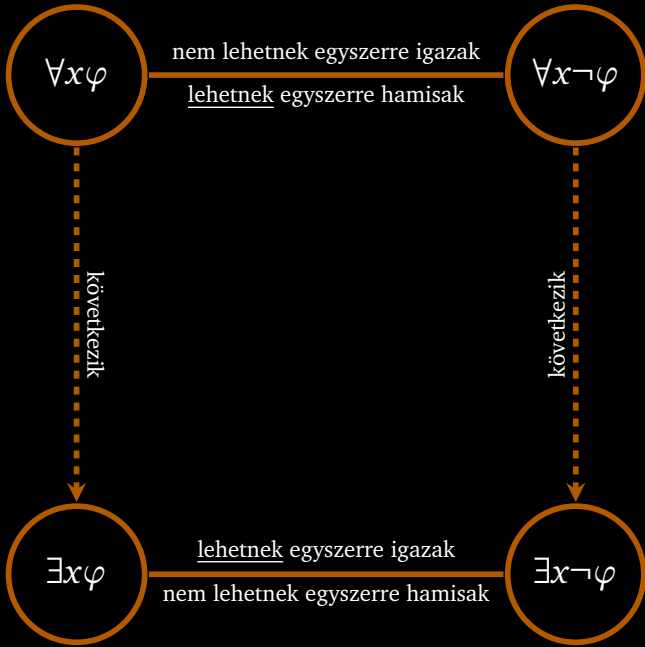 ∀xφ
nem lehetnek egyszerre igazak
lehetnek egyszerre hamisak
∀x¬φ
következik
következik
∃xφ
lehetnek egyszerre igazak
nem lehetnek egyszerre hamisak
∃x¬φ